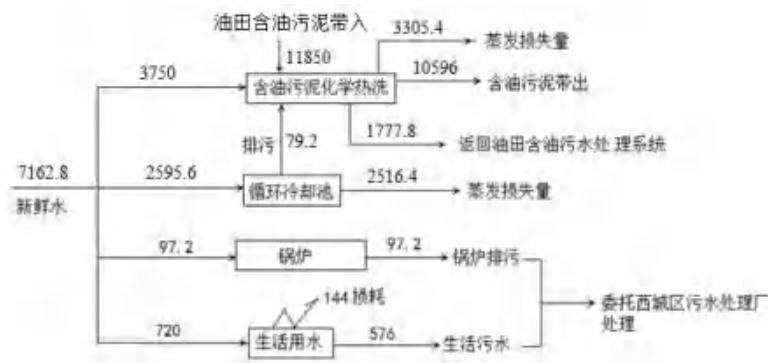 油田含油污泥带入
3305.4
蒸发损失量
11850
3750
10596
含油污泥化学热洗
含油污泥带出
排污
79.2
1777.8
返回油田含油污水处 理系统
7162.8
2595.6
2516.4
新鲜水
循环冷却池
蒸发损失量
97.2
锅炉
97.2
锅炉排污
144 损耗
委托西城区污水处理厂
处理
720
生活用水
576
生活污水